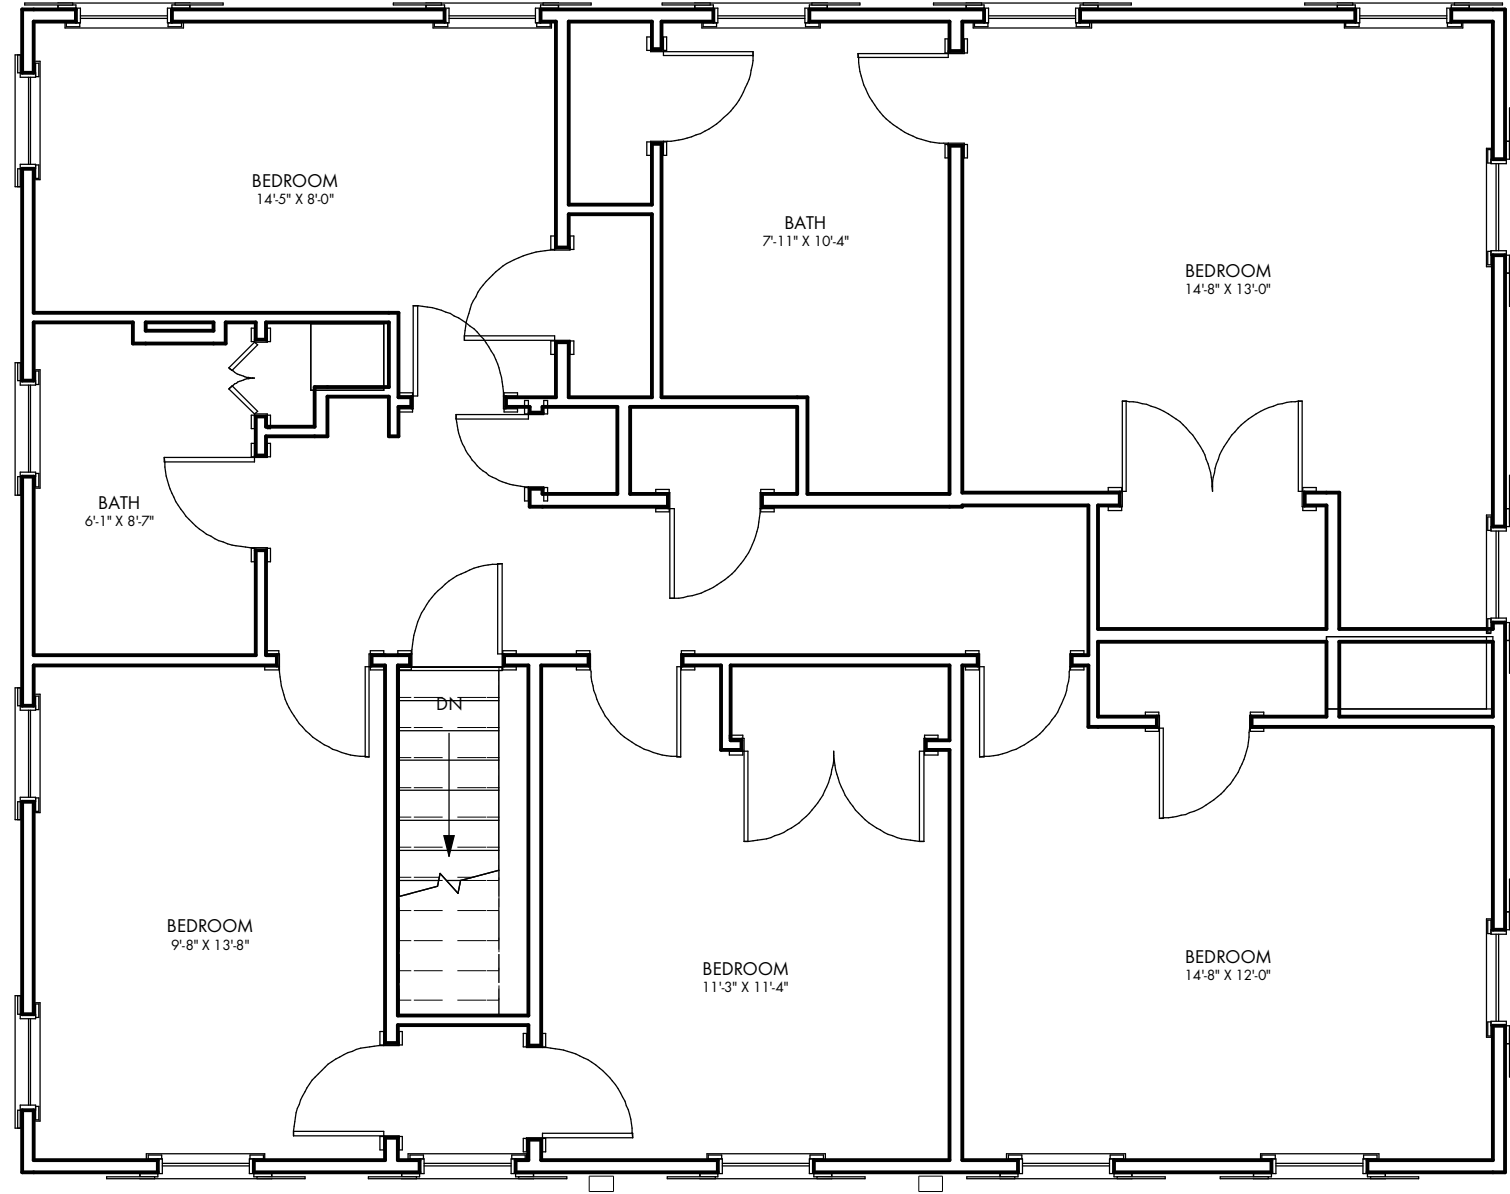 BEDROOM
14'-5" X 8'-0"
BATH
7'-11" X 10'-4"
BEDROOM
14'-8" X 13'-0"
BATH
6'-1" X 8'-7"
DN
BEDROOM
9'-8" X 13'-8"
BEDROOM
11'-3" X 11'-4"
BEDROOM
14'-8" X 12'-0"